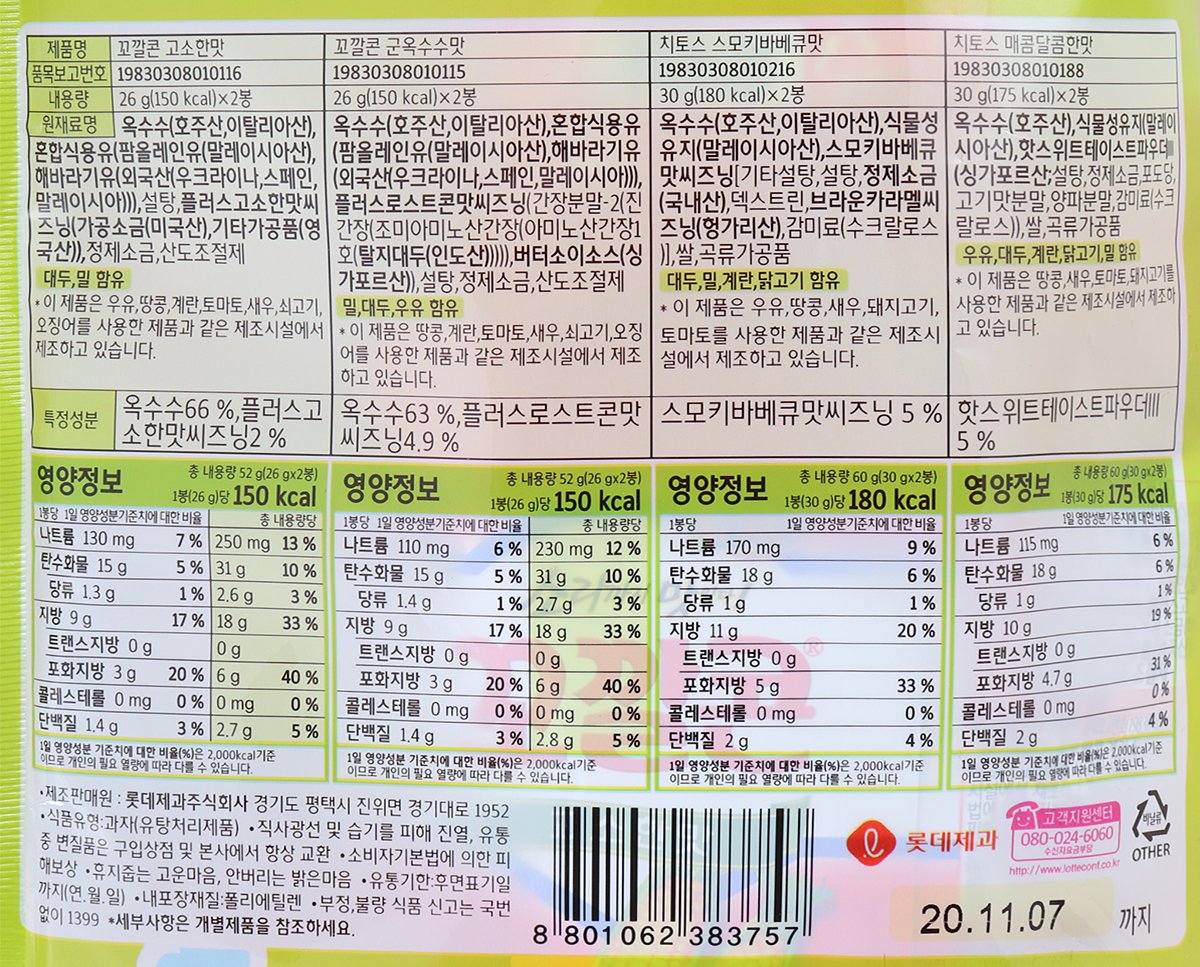 제품명 꼬깔콘 고소한맛
품목보고번호 19830308010116
내용량 26 g(150 kcal)×2봉
원재료명 옥수수(호주산,이탈리아산),
혼합식용유(팜올레인유(말레이시아산),
해바라기유(외국산(우크라이나,스페인,
말레이시아))),설탕,플러스고소한맛씨
즈닝(가공소금(미국산),기타가공품(영
국산)),정제소금,산도조절제
대두,밀 함유
* 이 제품은 우유,땅콩,계란,토마토,새우,쇠고기,
오징어를 사용한 제품과 같은 제조시설에서
제조하고 있습니다.
특정성분 옥수수66 %,플러스고
소한맛씨즈닝2 %
꼬깔콘 군옥수수맛
19830308010115
26 g(150 kcal)×2봉
옥수수(호주산,이탈리아산),혼합식용유
(팜올레인유(말레이시아산),해바라기유
(외국산(우크라이나,스페인,말레이시아))),
플러스로스트콘맛씨즈닝(간장분말-2(진
간장(조미아미노산간장(아미노산간장1
호(탈지대두(인도산))))),버터소이소스(싱
가포르산)),설탕,정제소금,산도조절제
밀,대두,우유 함유
* 이 제품은 땅콩,계란,토마토,새우,쇠고기,오징
어를 사용한 제품과 같은 제조시설에서 제조
하고 있습니다.
옥수수63 %,플러스로스트콘맛
씨즈닝4.9 %
치토스 스모키바베큐맛
19830308010216
30 g(180 kcal)×2봉
옥수수(호주산,이탈리아산),식물성
유지(말레이시아산),스모키바베큐
맛씨즈닝[기타설탕,설탕,정제소금
(국내산),덱스트린,브라운카라멜씨
즈닝(헝가리산),감미료(수크랄로스
)],쌀,곡류가공품
대두,밀,계란,닭고기 함유
* 이 제품은 우유,땅콩,새우,돼지고기,
토마토를 사용한 제품과 같은 제조시
설에서 제조하고 있습니다.
스모키바베큐맛씨즈닝 5 %
치토스 매콤달콤한맛
19830308010188
30 g(175 kcal)×2봉
옥수수(호주산),식물성유지(말레이
시아산),핫스위트테이스트파우더
(싱가포르산;설탕,정제소금,포도당,
고기맛분말,양파분말,감미료(수크
랄로스)),쌀,곡류가공품
우유,대두,계란,닭고기,밀 함유
* 이 제품은 땅콩,새우,토마토,돼지고기를
사용한 제품과 같은 제조시설에서 제조하
고 있습니다.
핫스위트테이스트파우더
5 %
영양정보 총 내용량 52 g(26 gx2봉)
1봉(26 g)당 150 kcal
1봉당 1일 영양성분기준치에 대한 비율 총 내용량당
나트륨 130 mg 7 % 250 mg 13 %
탄수화물 15 g 5 % 31 g 10 %
당류 1.3 g 1 % 2.6 g 3 %
지방 9 g 17 % 18 g 33 %
트랜스지방 0 g 0 g
포화지방 3 g 20 % 6 g 40 %
콜레스테롤 0 mg 0 % 0 mg 0 %
단백질 1.4 g 3 % 2.7 g 5 %
1일 영양성분 기준치에 대한 비율(%)은 2,000kcal기준
이므로 개인의 필요 열량에 따라 다를 수 있습니다.
영양정보 총 내용량 52 g(26 gx2봉)
1봉(26 g)당 150 kcal
1봉당 1일 영양성분기준치에 대한 비율 총 내용량당
나트륨 110 mg 6 % 230 mg 12 %
탄수화물 15 g 5 % 31 g 10 %
당류 1.4 g 1 % 2.7 g 3 %
지방 9 g 17 % 18 g 33 %
트랜스지방 0 g 0 g
포화지방 3 g 20 % 6 g 40 %
콜레스테롤 0 mg 0 % 0 mg 0 %
단백질 1.4 g 3 % 2.8 g 5 %
1일 영양성분 기준치에 대한 비율(%)은 2,000kcal기준
이므로 개인의 필요 열량에 따라 다를 수 있습니다.
영양정보 총 내용량 60 g(30 gx2봉)
1봉(30 g)당 180 kcal
1봉당 1일 영양성분기준치에 대한 비율
나트륨 170 mg 9 %
탄수화물 18 g 6 %
당류 1 g 1 %
지방 11 g 20 %
트랜스지방 0 g
포화지방 5 g 33 %
콜레스테롤 0 mg 0 %
단백질 2 g 4 %
1일 영양성분 기준치에 대한 비율(%)은 2,000kcal기준
이므로 개인의 필요 열량에 따라 다를 수 있습니다.
영양정보 총 내용량 60 g(30 gx2봉)
1봉(30 g)당 175 kcal
1봉당 1일 영양성분기준치에 대한 비율
나트륨 115 mg 6 %
탄수화물 18 g 6 %
당류 1 g 1 %
지방 10 g 19 %
트랜스지방 0 g
포화지방 4.7 g 31 %
콜레스테롤 0 mg 0 %
단백질 2 g 4 %
1일 영양성분 기준치에 대한 비율(%)은 2,000kcal기준
이므로 개인의 필요 열량에 따라 다를 수 있습니다.
•제조판매원 : 롯데제과주식회사 경기도 평택시 진위면 경기대로 1952
•식품유형:과자(유탕처리제품) •직사광선 및 습기를 피해 진열, 유통
중 변질품은 구입상점 및 본사에서 항상 교환 •소비자기본법에 의한 피
해보상 •휴지줍는 고운마음, 안버리는 밝은마음 •유통기한:후면표기일
까지(연.월.일) •내포장재질:폴리에틸렌 •부정,불량 식품 신고는 국번
없이 1399 *세부사항은 개별제품을 참조하세요.
8 801062 383757
롯데제과
고객지원센터
080-024-6060
수신자요금부담
http://www.lotteconf.co.kr
비닐류
OTHER
20.11.07 까지